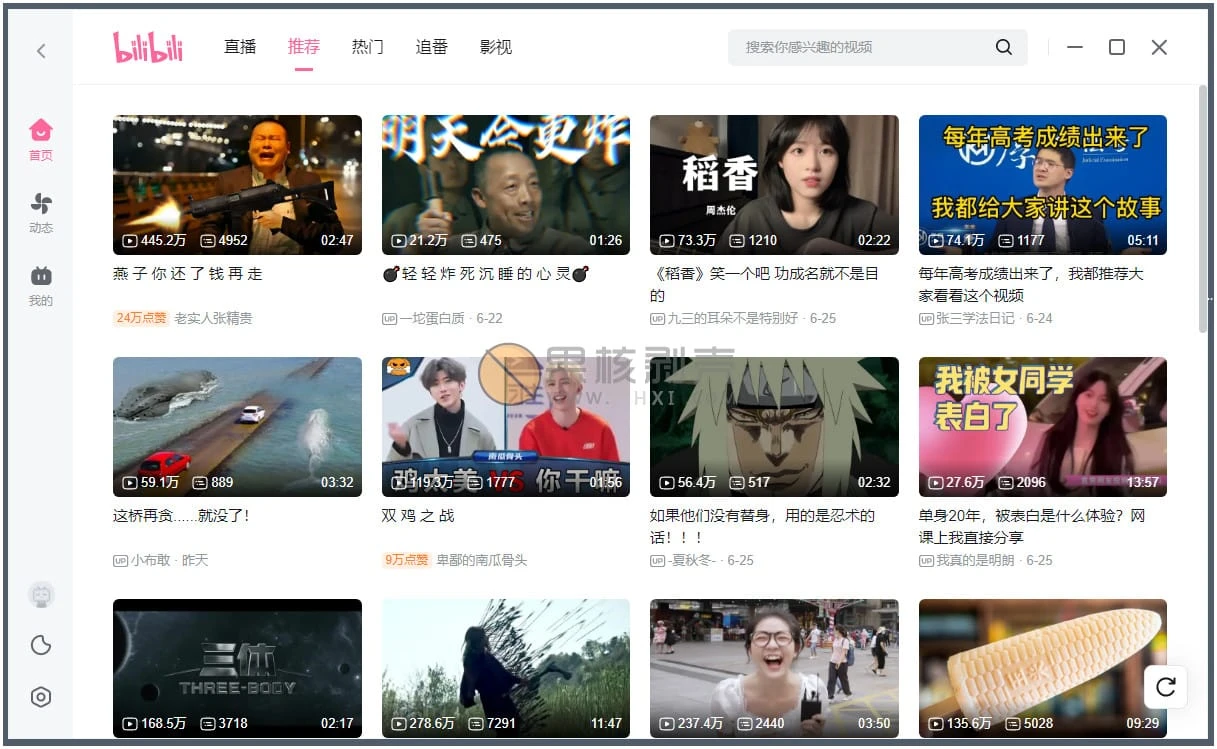 bilibili
直播 推荐 热门 追番 影视
搜索你感兴趣的视频
首页
动态
我的
445.2万 4952 02:47
燕 子 你 还 了 钱 再 走
24万点赞 老实人张精贵
明天会更炸
21.2万 475 01:26
💣轻 轻 炸 死 沉 睡 的 心 灵💣
UP 一坨蛋白质 · 6-22
稻香
周杰伦
73.3万 1210 02:22
《稻香》笑一个吧 功成名就不是目
的
UP 九三的耳朵不是特别好 · 6-25
每年高考成绩出来了
Judicial Examination
我都给大家讲这个故事
74.1万 1177 05:11
每年高考成绩出来了，我都推荐大
家看看这个视频
UP 张三学法日记 · 6-24
59.1万 889 03:32
这桥再贪......就没了！
UP 小布敢 · 昨天
南瓜骨头
鸡太美 VS 你干嘛
119.3万 1777 01:56
双 鸡 之 战
9万点赞 卑鄙的南瓜骨头
56.4万 517 02:32
如果他们没有替身，用的是忍术的
话！！！
UP -夏秋冬- · 6-25
我被女同学
表白了
27.6万 2096 13:57
单身20年，被表白是什么体验？网
课上我直接分享
UP 我真的是明朗 · 6-25
三体
THREE-BODY
168.5万 3718 02:17
278.6万 7291 11:47
237.4万 2440 03:50
135.6万 5028 09:29